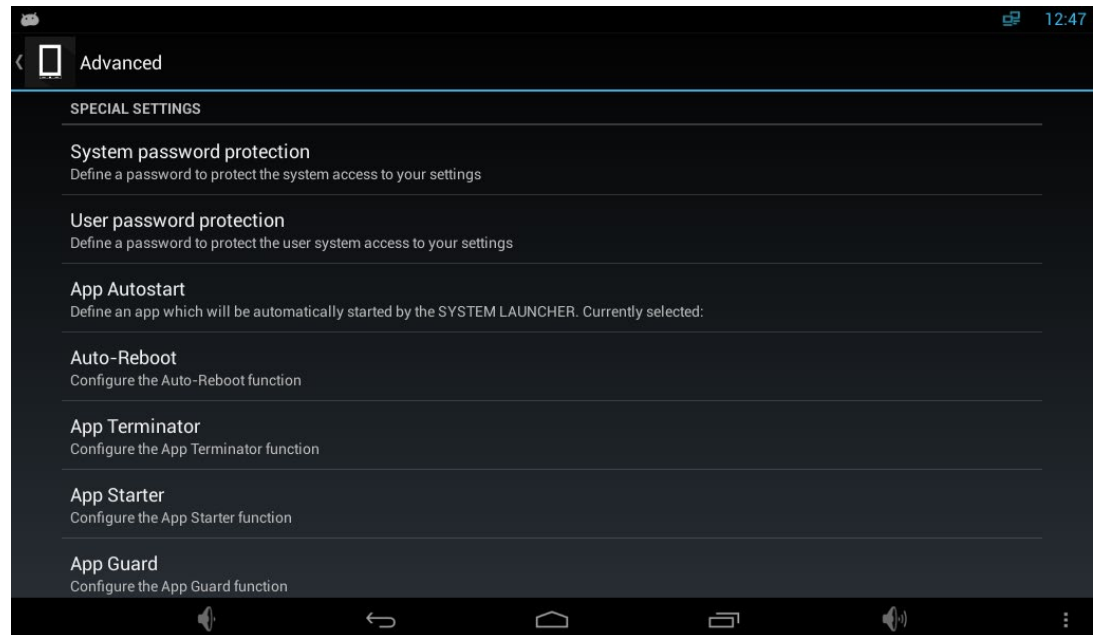 12:47
Advanced
SPECIAL SETTINGS
System password protection
Define a password to protect the system access to your settings
User password protection
Define a password to protect the user system access to your settings
App Autostart
Define an app which will be automatically started by the SYSTEM LAUNCHER. Currently selected:
Auto-Reboot
Configure the Auto-Reboot function
App Terminator
Configure the App Terminator function
App Starter
Configure the App Starter function
App Guard
Configure the App Guard function